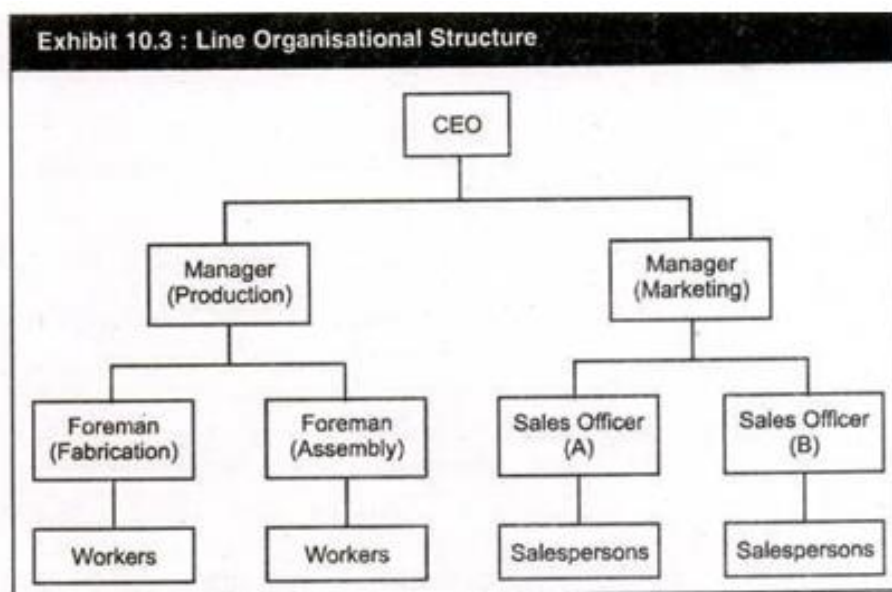 Exhibit 10.3 : Line Organisational Structure
CEO
Manager
(Production)
Manager
(Marketing)
Foreman
(Fabrication)
Foreman
(Assembly)
Sales Officer
(A)
Sales Officer
(B)
Workers
Workers
Salespersons
Salespersons